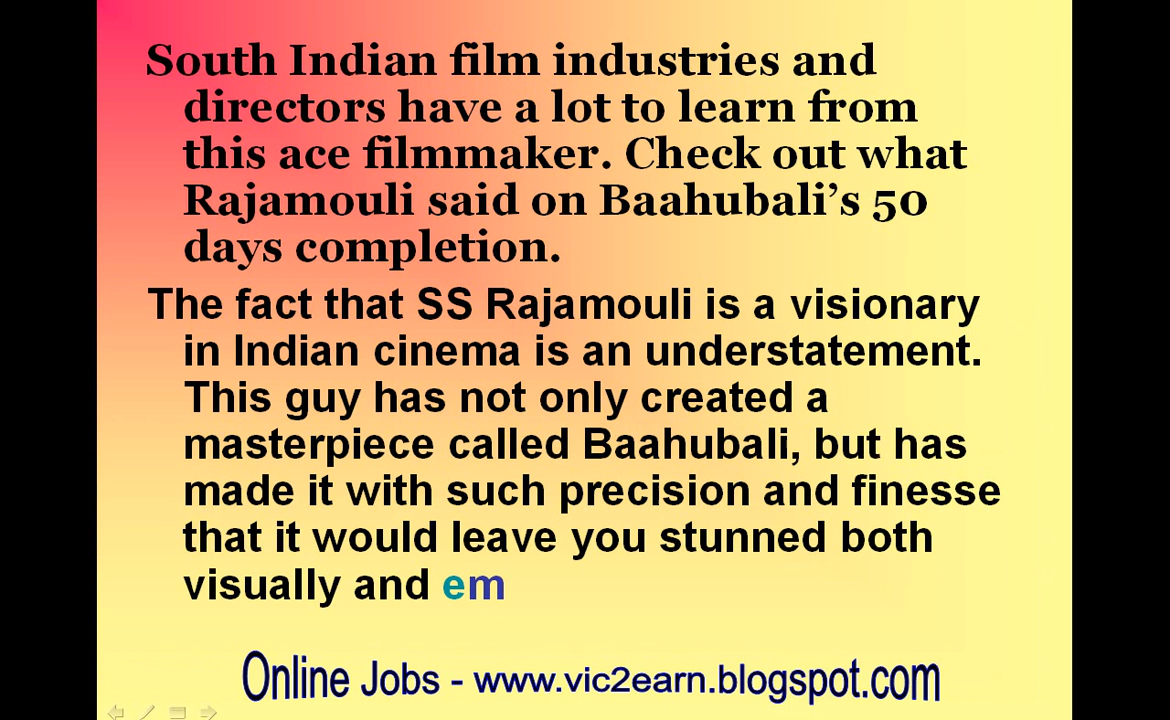 South Indian film industries and
directors have a lot to learn from
this ace filmmaker. Check out what
Rajamouli said on Baahubali’s 50
days completion.
The fact that SS Rajamouli is a visionary
in Indian cinema is an understatement.
This guy has not only created a
masterpiece called Baahubali, but has
made it with such precision and finesse
that it would leave you stunned both
visually and em
Online Jobs - www.vic2earn.blogspot.com